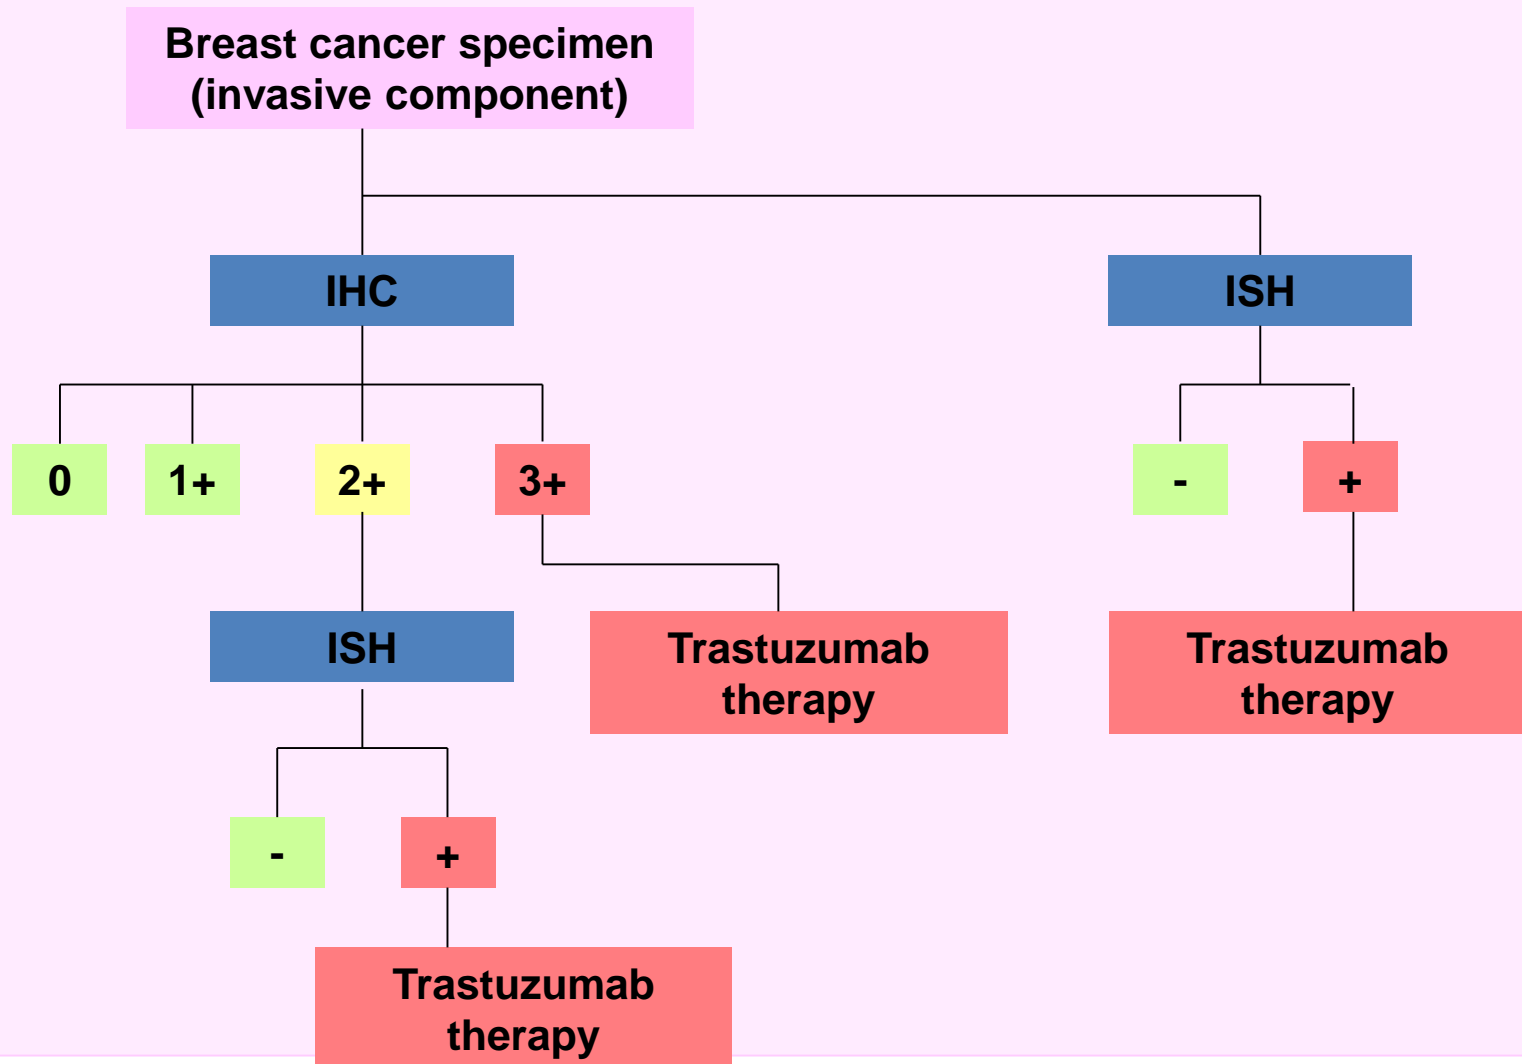 Breast cancer specimen
(invasive component)
IHC
ISH
0
1+
2+
3+
-
+
ISH
Trastuzumab
therapy
Trastuzumab
therapy
-
+
Trastuzumab
therapy